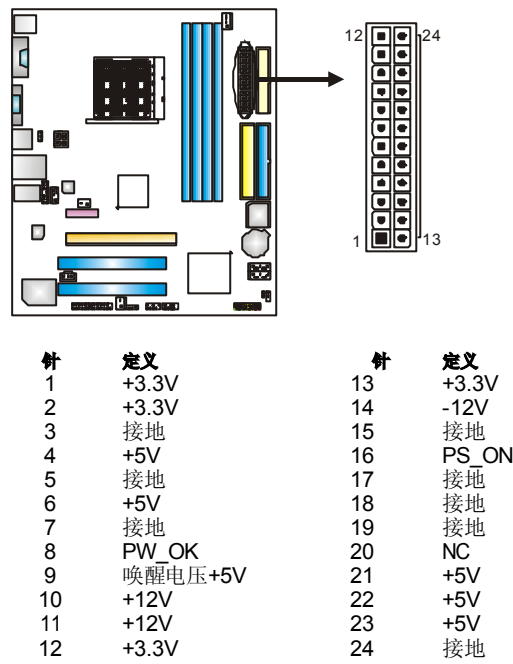 12 24
1 13
针 定义 针 定义
1 +3.3V 13 +3.3V
2 +3.3V 14 -12V
3 接地 15 接地
4 +5V 16 PS_ON
5 接地 17 接地
6 +5V 18 接地
7 接地 19 接地
8 PW_OK 20 NC
9 唤醒电压+5V 21 +5V
10 +12V 22 +5V
11 +12V 23 +5V
12 +3.3V 24 接地